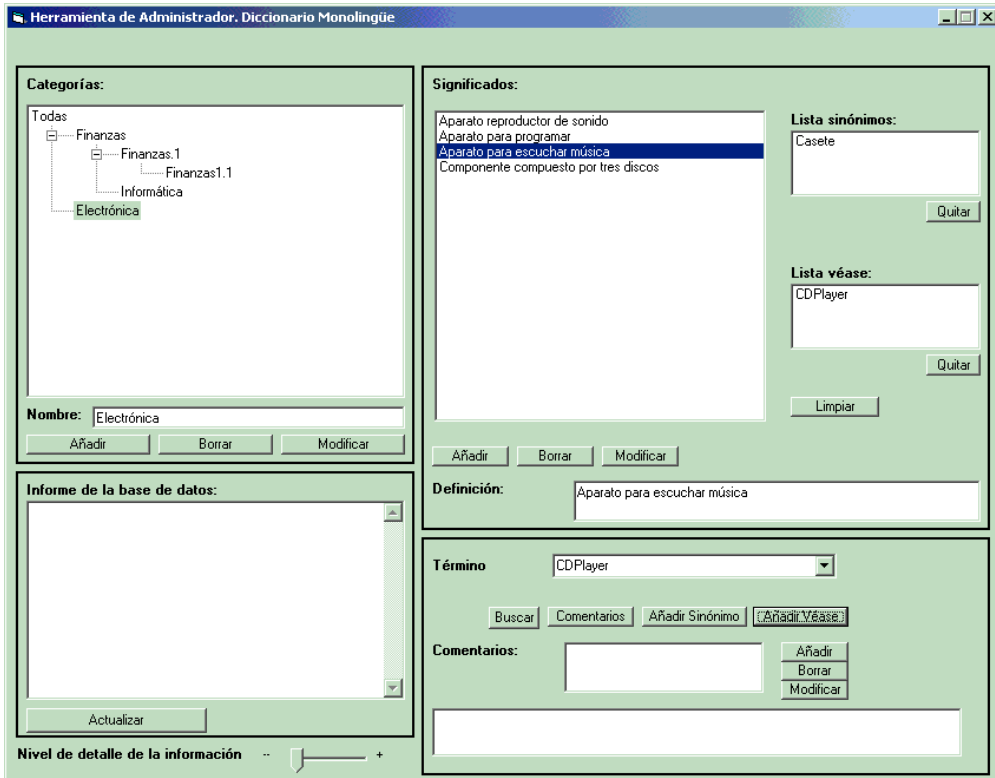 Herramienta de Administrador. Diccionario Monolingüe
Categorías:
Todas
Finanzas
Finanzas.1
Finanzas1.1
Informática
Electrónica
Nombre: Electrónica
Añadir Borrar Modificar
Informe de la base de datos:
Actualizar
Nivel de detalle de la información -- +
Significados:
Aparato reproductor de sonido
Aparato para programar
Aparato para escuchar música
Componente compuesto por tres discos
Lista sinónimos:
Casete
Quitar
Lista véase:
CDPlayer
Quitar
Limpiar
Añadir Borrar Modificar
Definición: Aparato para escuchar música
Término CDPlayer
Buscar Comentarios Añadir Sinónimo Añadir Véase
Comentarios:
Añadir
Borrar
Modificar